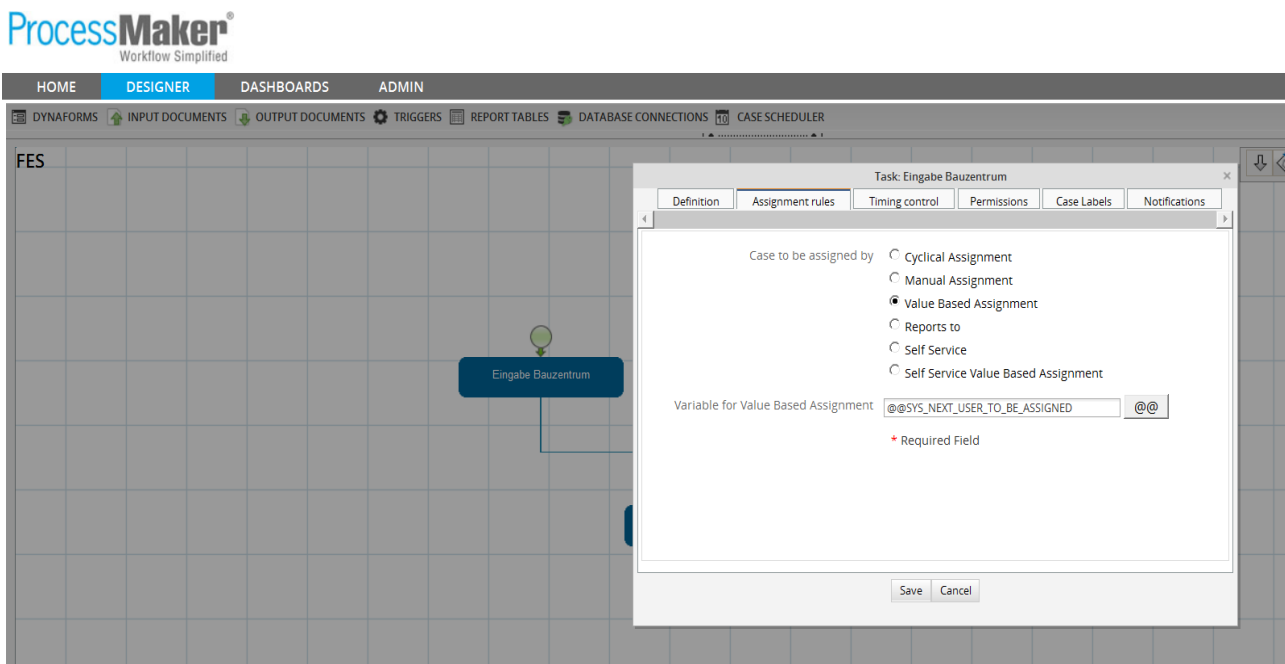 ProcessMaker®
Workflow Simplified
HOME DESIGNER DASHBOARDS ADMIN
DYNAFORMS INPUT DOCUMENTS OUTPUT DOCUMENTS TRIGGERS REPORT TABLES DATABASE CONNECTIONS 10 CASE SCHEDULER
FES
Task: Eingabe Bauzentrum ×
Definition Assignment rules Timing control Permissions Case Labels Notifications
Case to be assigned by Cyclical Assignment
Manual Assignment
Value Based Assignment
Reports to
Self Service
Self Service Value Based Assignment
Eingabe Bauzentrum
Variable for Value Based Assignment @@SYS_NEXT_USER_TO_BE_ASSIGNED @@
* Required Field
Save Cancel